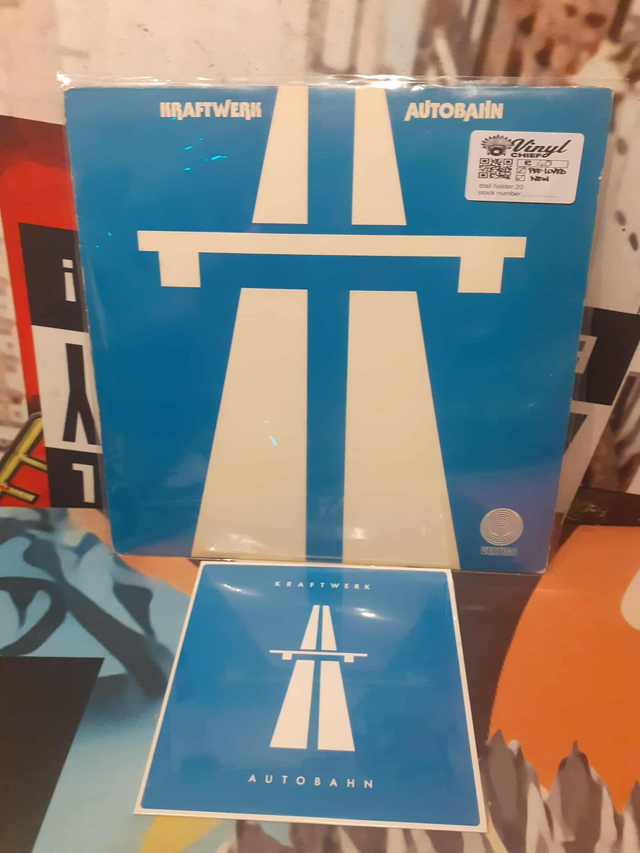 KRAFTWERK AUTOBAHN
Vinyl
CHIEFS
PRE-LOVED
NEW
stall holder 20
stock number
VERTIGO
KRAFTWERK
AUTOBAHN